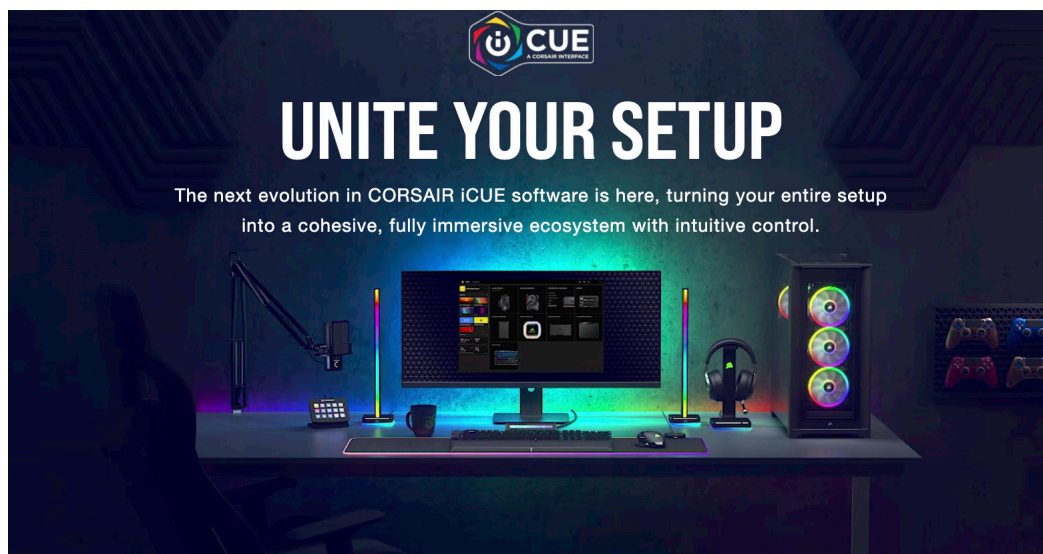 iCUE
A CORSAIR INTERFACE
UNITE YOUR SETUP
The next evolution in CORSAIR iCUE software is here, turning your entire setup
into a cohesive, fully immersive ecosystem with intuitive control.